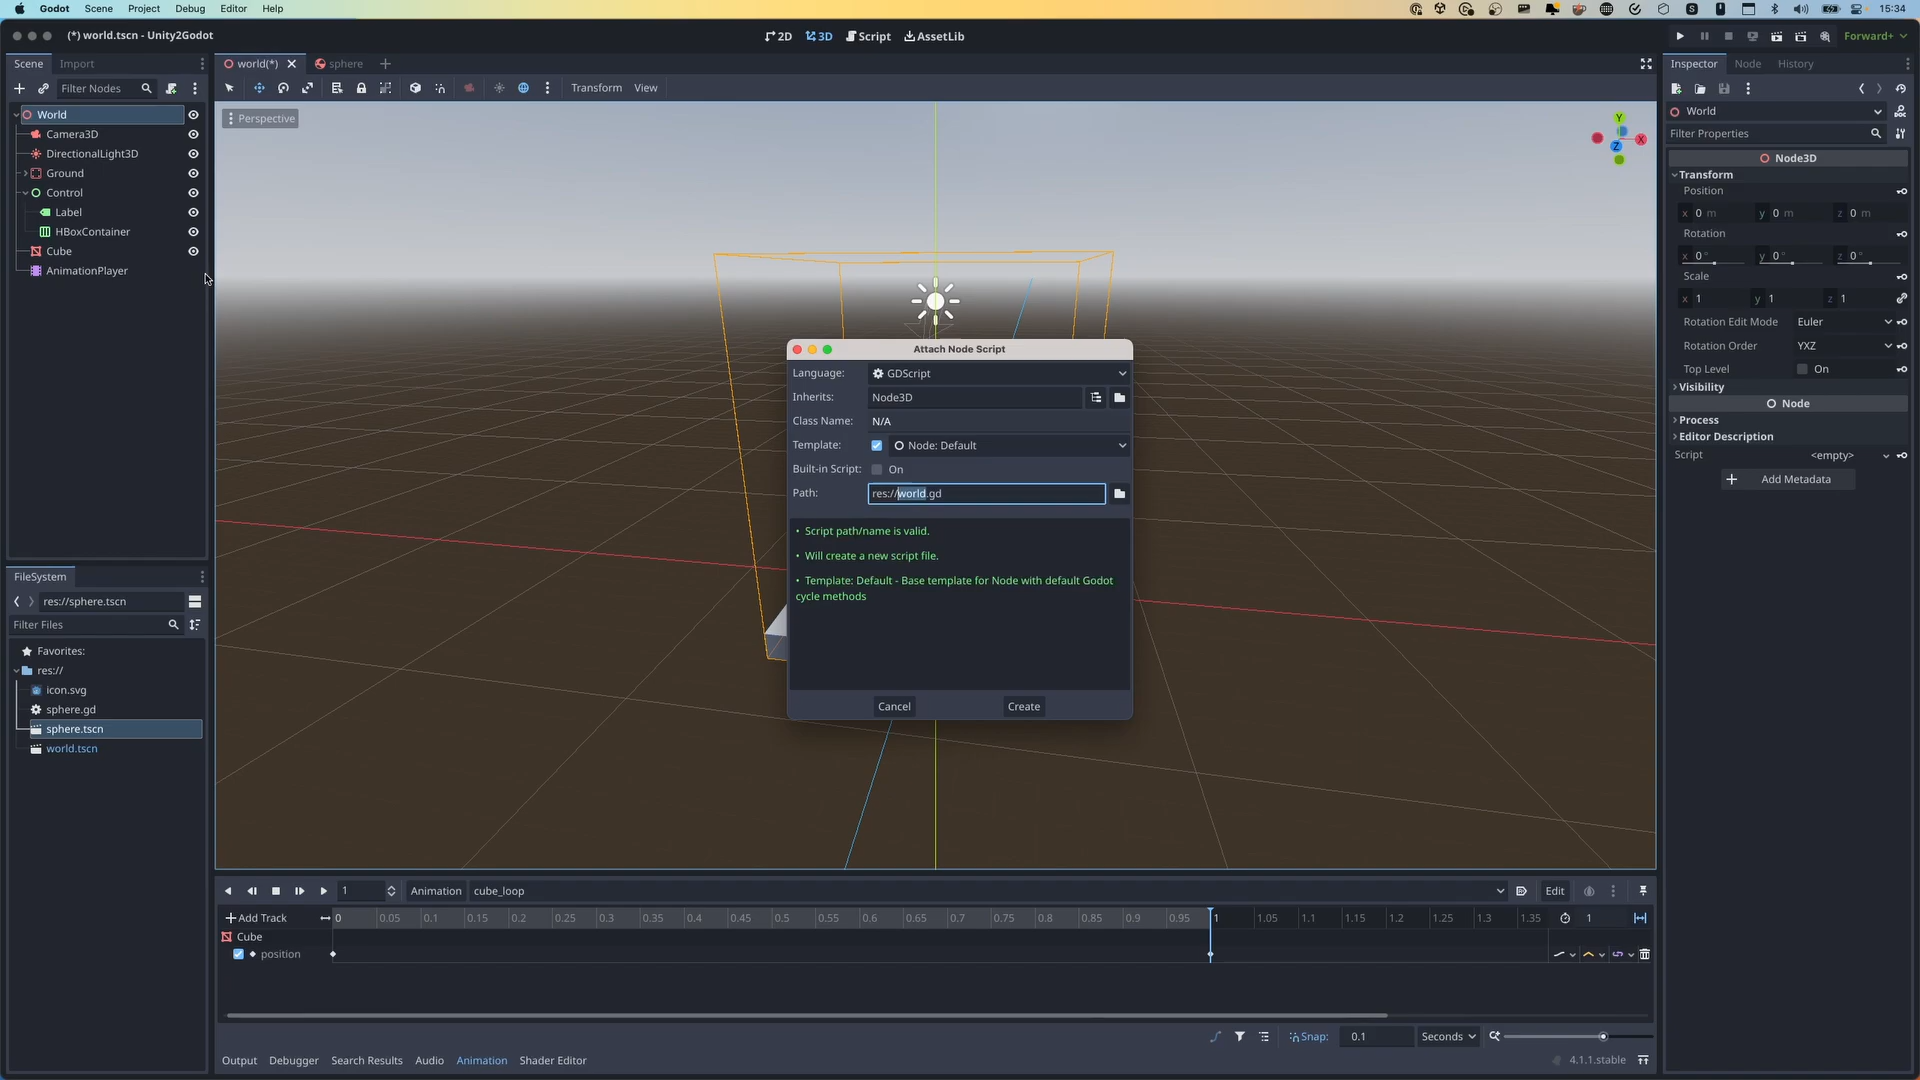 Godot Scene Project Debug Editor Help 15:34
(*) world.tscn - Unity2Godot 2D 3D Script AssetLib Forward+
Scene Import
world(*) sphere
Inspector Node History
Filter Nodes
Transform View
World
Camera3D
DirectionalLight3D
Ground
Control
Label
HBoxContainer
Cube
AnimationPlayer
Perspective
Y
X
Z
Attach Node Script
Language: GDScript
Inherits: Node3D
Class Name: N/A
Template: Node: Default
Built-in Script: On
Path: res://world.gd
• Script path/name is valid.
• Will create a new script file.
• Template: Default - Base template for Node with default Godot
cycle methods
Cancel Create
World
Filter Properties
Node3D
Transform
Position
x 0 m y 0 m z 0 m
Rotation
x 0 ° y 0 ° z 0 °
Scale
x 1 y 1 z 1
Rotation Edit Mode Euler
Rotation Order YXZ
Top Level On
Visibility
Node
Process
Editor Description
Script <empty>
Add Metadata
FileSystem
res://sphere.tscn
Filter Files
Favorites:
res://
icon.svg
sphere.gd
sphere.tscn
world.tscn
1 Animation cube_loop Edit
Add Track 0 0.05 0.1 0.15 0.2 0.25 0.3 0.35 0.4 0.45 0.5 0.55 0.6 0.65 0.7 0.75 0.8 0.85 0.9 0.95 1 1.05 1.1 1.15 1.2 1.25 1.3 1.35 1
Cube
position
Snap: 0.1 Seconds
Output Debugger Search Results Audio Animation Shader Editor 4.1.1.stable